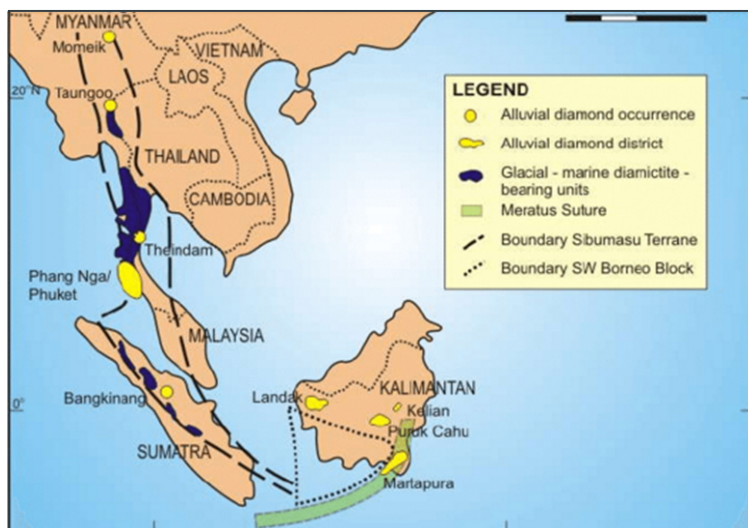 MYANMAR
Momeik
VIETNAM
LAOS
Taungoo
20°N
THAILAND
CAMBODIA
Theindam
Phang Nga/
Phuket
MALAYSIA
Bangkinang
SUMATRA
0°
Landak
KALIMANTAN
Kelian
Puruk Cahu
Martapura
LEGEND
Alluvial diamond occurrence
Alluvial diamond district
Glacial - marine diamictite -
bearing units
Meratus Suture
Boundary Sibumasu Terrane
Boundary SW Borneo Block